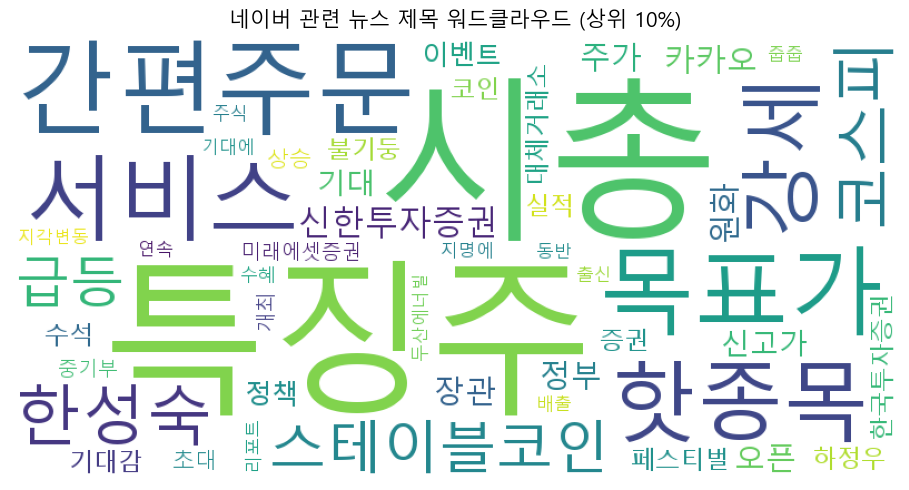 네이버 관련 뉴스 제목 워드클라우드 (상위 10%)
간편주문
이벤트
주가
카카오
줍줍
코스피
시총
코인
대체거래소
강세
주식
기대에
서비스
상승
불기둥
기대
신한투자증권
실적
원화
지각변동
연속
미래에셋증권
지명에
동반
목표가
급등
특징주
수혜
개최
두산에너빌
출신
수석
증권
신고가
한국투자증권
중기부
정책
장관
정부
핫종목
한성숙
배출
기대감
초대
리포트
스테이블코인
페스티벌
오픈
하정우